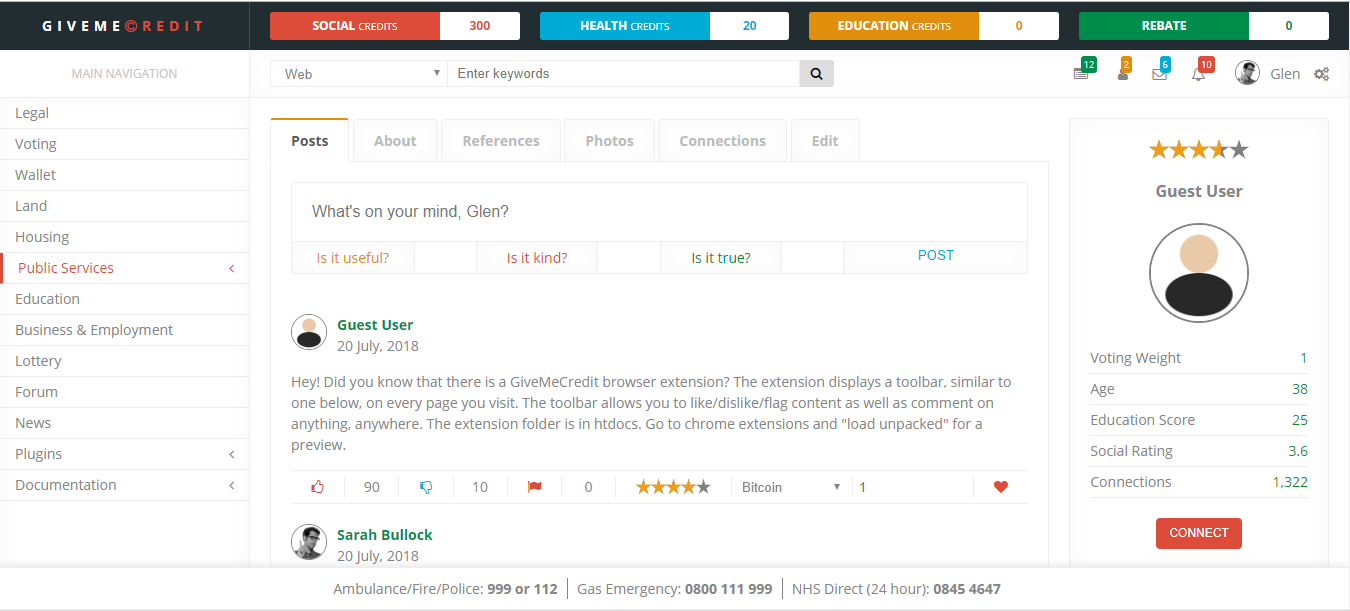 GIVEME©REDIT
SOCIAL CREDITS 300
HEALTH CREDITS 20
EDUCATION CREDITS 0
REBATE 0
MAIN NAVIGATION
Web
Enter keywords
12
2
6
10
Glen
Legal
Voting
Wallet
Land
Housing
Public Services
Education
Business & Employment
Lottery
Forum
News
Plugins
Documentation
Posts
About
References
Photos
Connections
Edit
What's on your mind, Glen?
Is it useful?
Is it kind?
Is it true?
POST
Guest User
20 July, 2018
Hey! Did you know that there is a GiveMeCredit browser extension? The extension displays a toolbar, similar to
one below, on every page you visit. The toolbar allows you to like/dislike/flag content as well as comment on
anything, anywhere. The extension folder is in htdocs. Go to chrome extensions and "load unpacked" for a
preview.
90
10
0
Bitcoin
1
Sarah Bullock
20 July, 2018
Guest User
Voting Weight 1
Age 38
Education Score 25
Social Rating 3.6
Connections 1,322
CONNECT
Ambulance/Fire/Police: 999 or 112
Gas Emergency: 0800 111 999
NHS Direct (24 hour): 0845 4647